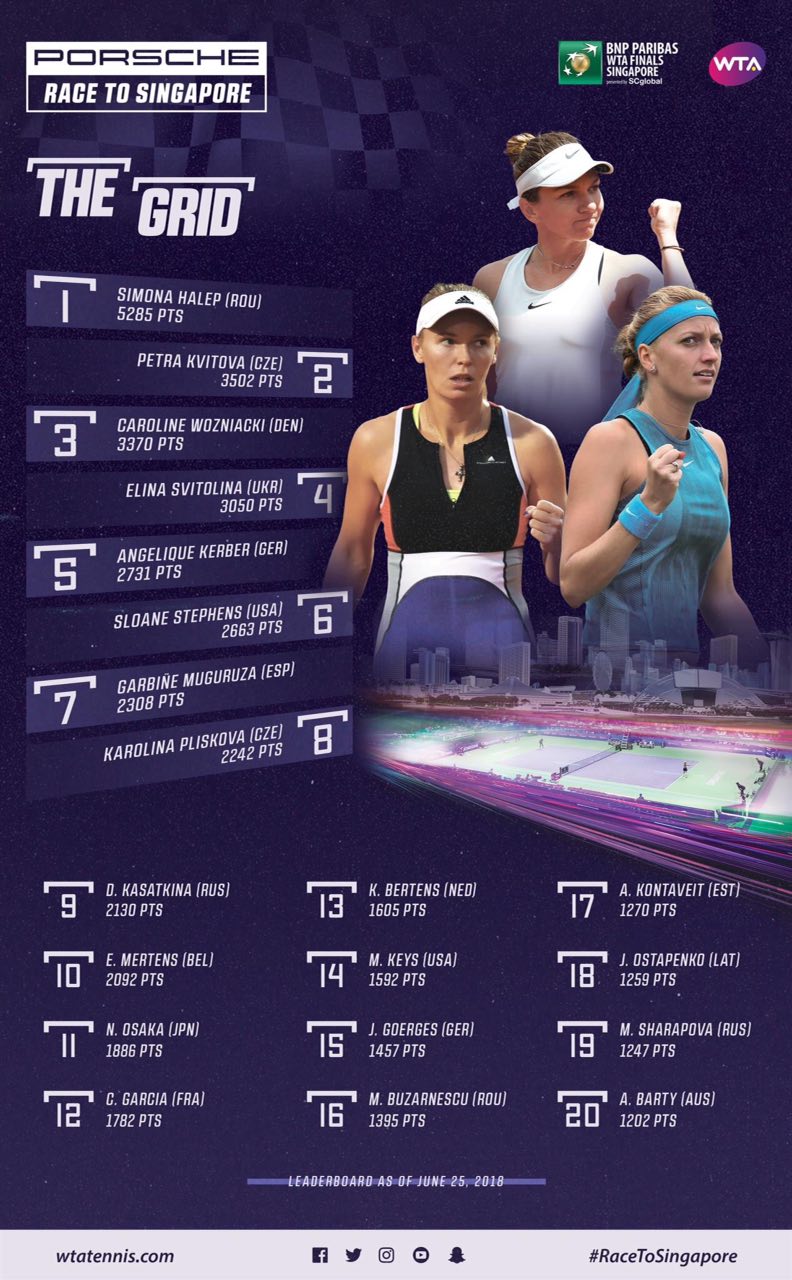 PORSCHE
RACE TO SINGAPORE
BNP PARIBAS
WTA FINALS
SINGAPORE
presented by SCglobal
WTA
THE GRID
1
SIMONA HALEP (ROU)
5285 PTS
PETRA KVITOVA (CZE)
3502 PTS
2
3
CAROLINE WOZNIACKI (DEN)
3370 PTS
ELINA SVITOLINA (UKR)
3050 PTS
4
5
ANGELIQUE KERBER (GER)
2731 PTS
SLOANE STEPHENS (USA)
2663 PTS
6
7
GARBIÑE MUGURUZA (ESP)
2308 PTS
KAROLINA PLISKOVA (CZE)
2242 PTS
8
9
D. KASATKINA (RUS)
2130 PTS
10
E. MERTENS (BEL)
2092 PTS
11
N. OSAKA (JPN)
1886 PTS
12
C. GARCIA (FRA)
1782 PTS
13
K. BERTENS (NED)
1605 PTS
14
M. KEYS (USA)
1592 PTS
15
J. GOERGES (GER)
1457 PTS
16
M. BUZARNESCU (ROU)
1395 PTS
17
A. KONTAVEIT (EST)
1270 PTS
18
J. OSTAPENKO (LAT)
1259 PTS
19
M. SHARAPOVA (RUS)
1247 PTS
20
A. BARTY (AUS)
1202 PTS
LEADERBOARD AS OF JUNE 25, 2018
wtatennis.com
#RaceToSingapore